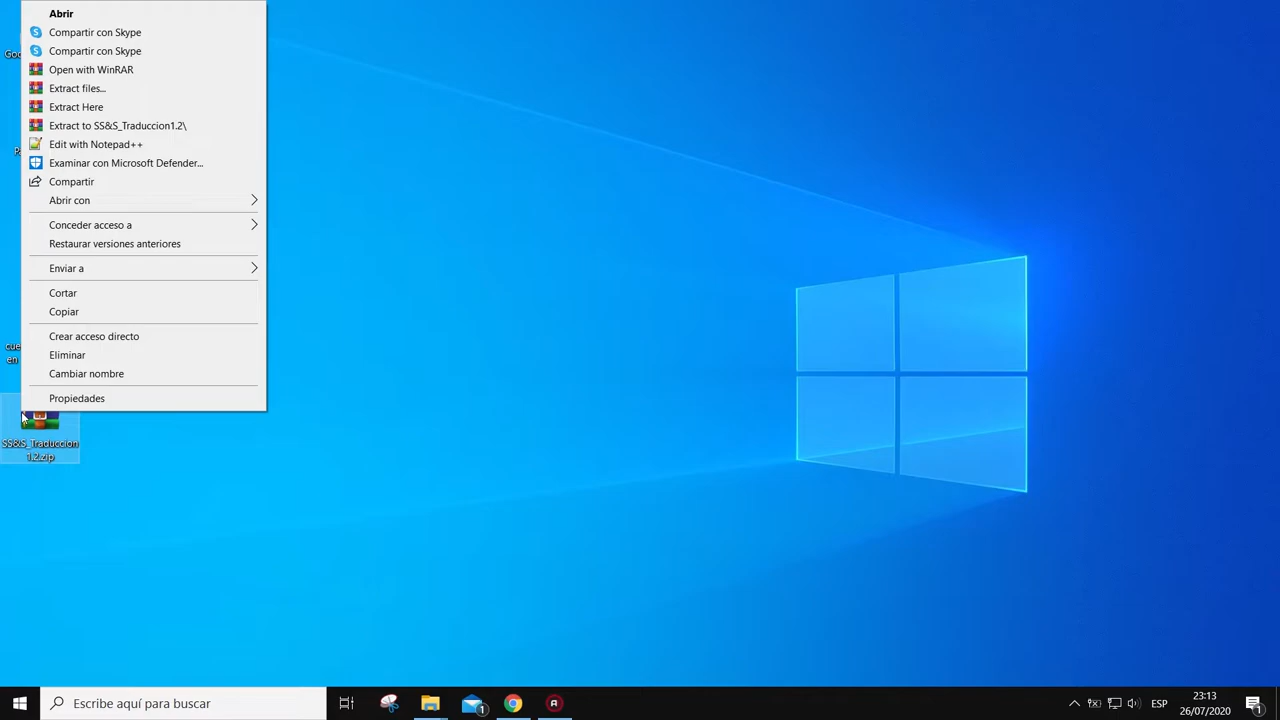 Abrir
Compartir con Skype
Compartir con Skype
Open with WinRAR
Extract files...
Extract Here
Extract to SS&S_Traduccion1.2\
Edit with Notepad++
Examinar con Microsoft Defender...
Compartir
Abrir con
Conceder acceso a
Restaurar versiones anteriores
Enviar a
Cortar
Copiar
Crear acceso directo
Eliminar
Cambiar nombre
Propiedades
en
SS&S_Traduccion
1.2.zip
Escribe aquí para buscar
1
ESP
23:13
26/07/2020
1